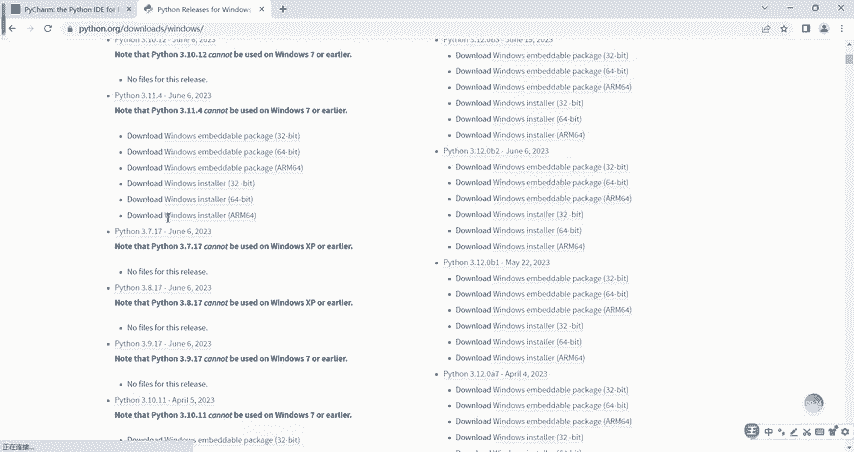 PyCharm: the Python IDE for
Python Releases for Windows
python.org/downloads/windows/
Python 3.10.12 - June 6, 2023
Note that Python 3.10.12 cannot be used on Windows 7 or earlier.
No files for this release.
Python 3.11.4 - June 6, 2023
Note that Python 3.11.4 cannot be used on Windows 7 or earlier.
Download Windows embeddable package (32-bit)
Download Windows embeddable package (64-bit)
Download Windows embeddable package (ARM64)
Download Windows installer (32 -bit)
Download Windows installer (64-bit)
Download Windows installer (ARM64)
Python 3.7.17 - June 6, 2023
Note that Python 3.7.17 cannot be used on Windows XP or earlier.
No files for this release.
Python 3.8.17 - June 6, 2023
Note that Python 3.8.17 cannot be used on Windows XP or earlier.
No files for this release.
Python 3.9.17 - June 6, 2023
Note that Python 3.9.17 cannot be used on Windows 7 or earlier.
No files for this release.
Python 3.10.11 - April 5, 2023
Note that Python 3.10.11 cannot be used on Windows 7 or earlier.
Download Windows embeddable package (32-bit)
Python 3.12.0b3 - June 19, 2023
Download Windows embeddable package (32-bit)
Download Windows embeddable package (64-bit)
Download Windows embeddable package (ARM64)
Download Windows installer (32 -bit)
Download Windows installer (64-bit)
Download Windows installer (ARM64)
Python 3.12.0b2 - June 6, 2023
Download Windows embeddable package (32-bit)
Download Windows embeddable package (64-bit)
Download Windows embeddable package (ARM64)
Download Windows installer (32 -bit)
Download Windows installer (64-bit)
Download Windows installer (ARM64)
Python 3.12.0b1 - May 22, 2023
Download Windows embeddable package (32-bit)
Download Windows embeddable package (64-bit)
Download Windows embeddable package (ARM64)
Download Windows installer (32 -bit)
Download Windows installer (64-bit)
Download Windows installer (ARM64)
Python 3.12.0a7 - April 4, 2023
Download Windows embeddable package (32-bit)
Download Windows embeddable package (64-bit)
Download Windows embeddable package (ARM64)
Download Windows installer (32 -bit)
正在连接...
中